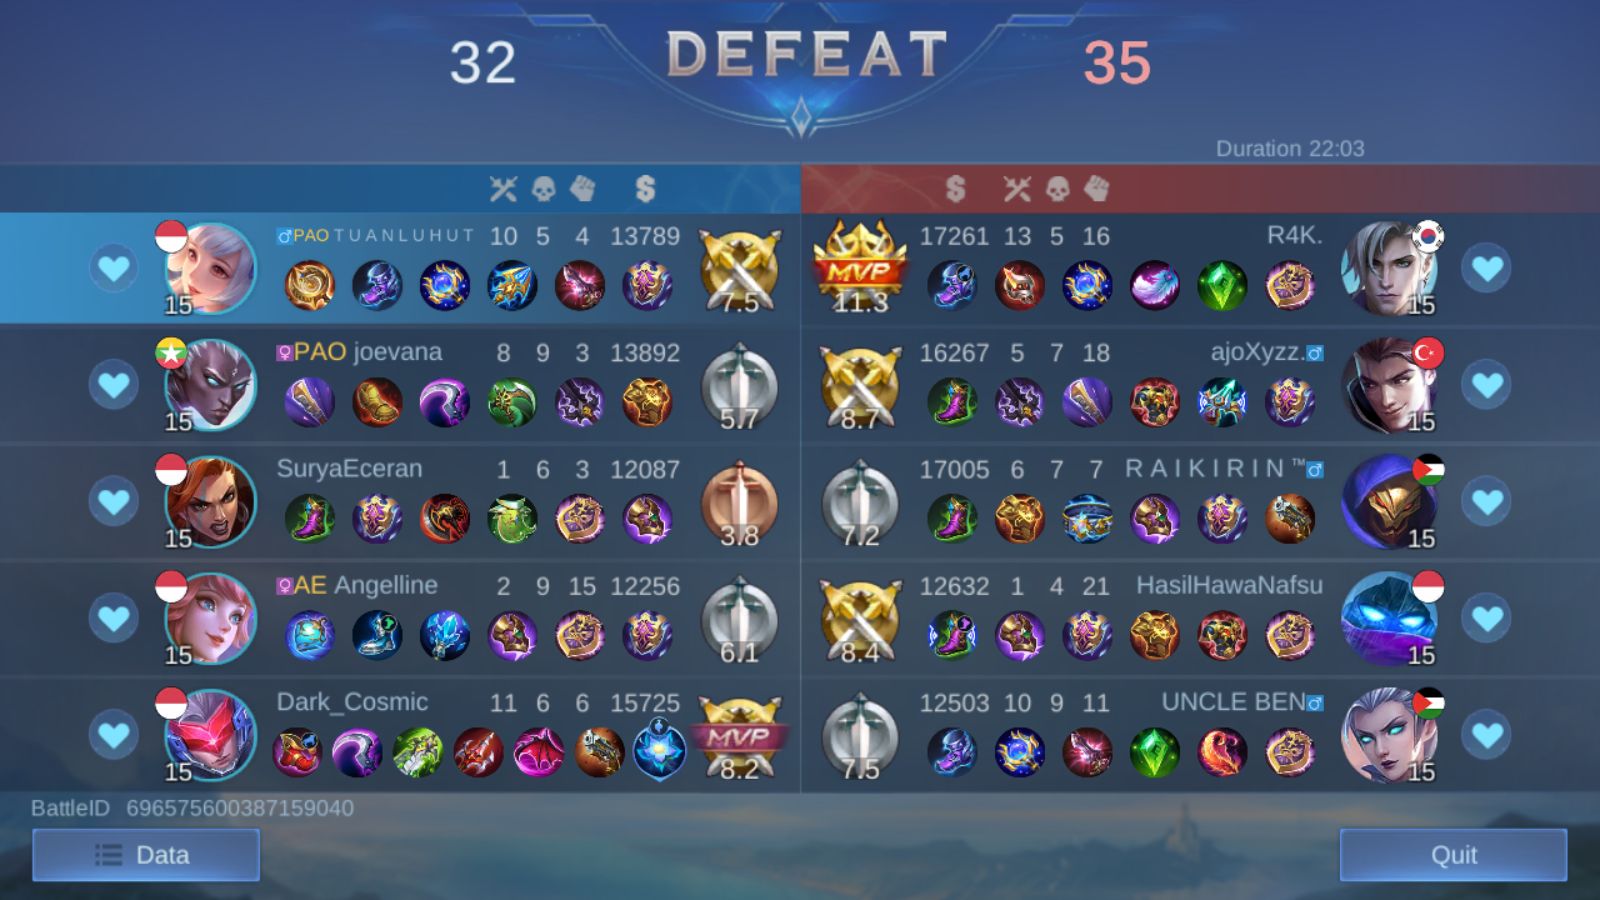 32 DEFEAT 35
Duration 22:03
♂PAO T U A N L U H U T 10 5 4 13789
15 7.5
MVP 17261 13 5 16 R4K.
11.3 15
♀PAO joevana 8 9 3 13892
15 5.7
16267 5 7 18 ajoXyzz.♂
8.7 15
SuryaEceran 1 6 3 12087
15 3.8
17005 6 7 7 R A I K I R I N ™♂
7.2 15
♀AE Angelline 2 9 15 12256
15 6.1
12632 1 4 21 HasilHawaNafsu
8.4 15
Dark_Cosmic 11 6 6 15725
15 MVP 8.2
12503 10 9 11 UNCLE BEN♂
7.5 15
BattleID 696575600387159040
Data
Quit